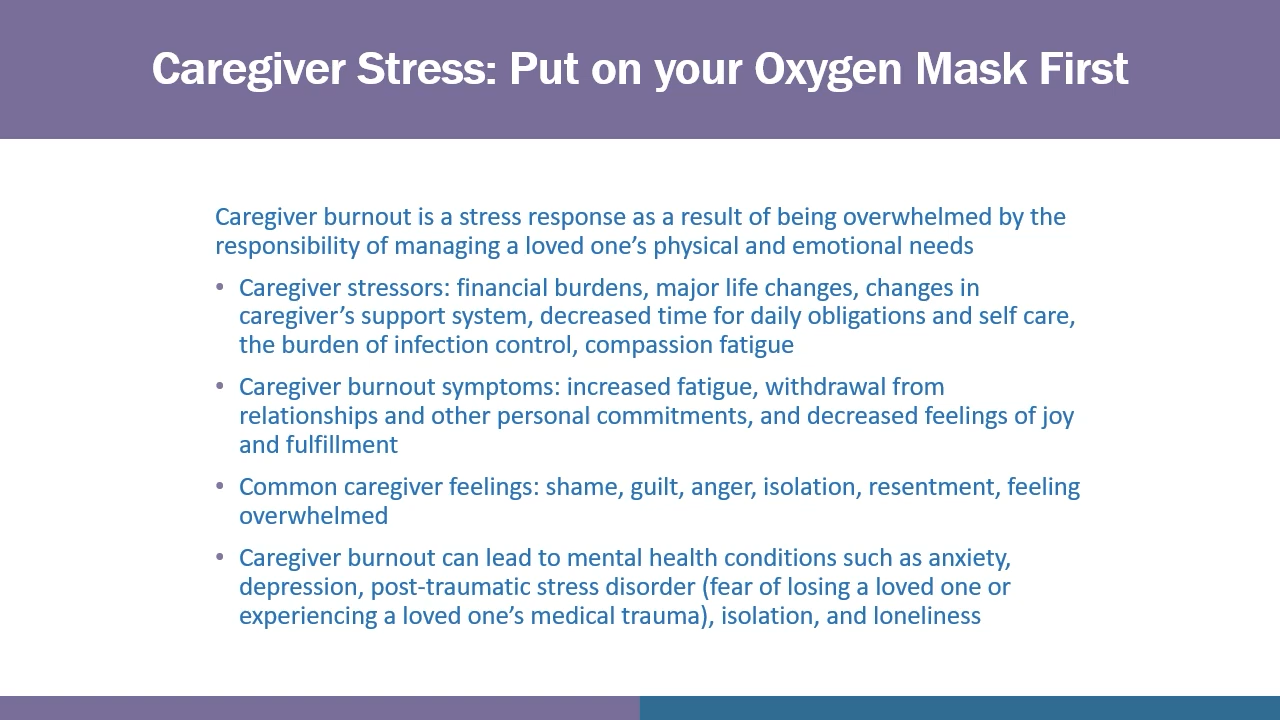 Caregiver Stress: Put on your Oxygen Mask First
Caregiver burnout is a stress response as a result of being overwhelmed by the
responsibility of managing a loved one’s physical and emotional needs
• Caregiver stressors: financial burdens, major life changes, changes in
caregiver’s support system, decreased time for daily obligations and self care,
the burden of infection control, compassion fatigue
• Caregiver burnout symptoms: increased fatigue, withdrawal from
relationships and other personal commitments, and decreased feelings of joy
and fulfillment
• Common caregiver feelings: shame, guilt, anger, isolation, resentment, feeling
overwhelmed
• Caregiver burnout can lead to mental health conditions such as anxiety,
depression, post-traumatic stress disorder (fear of losing a loved one or
experiencing a loved one’s medical trauma), isolation, and loneliness